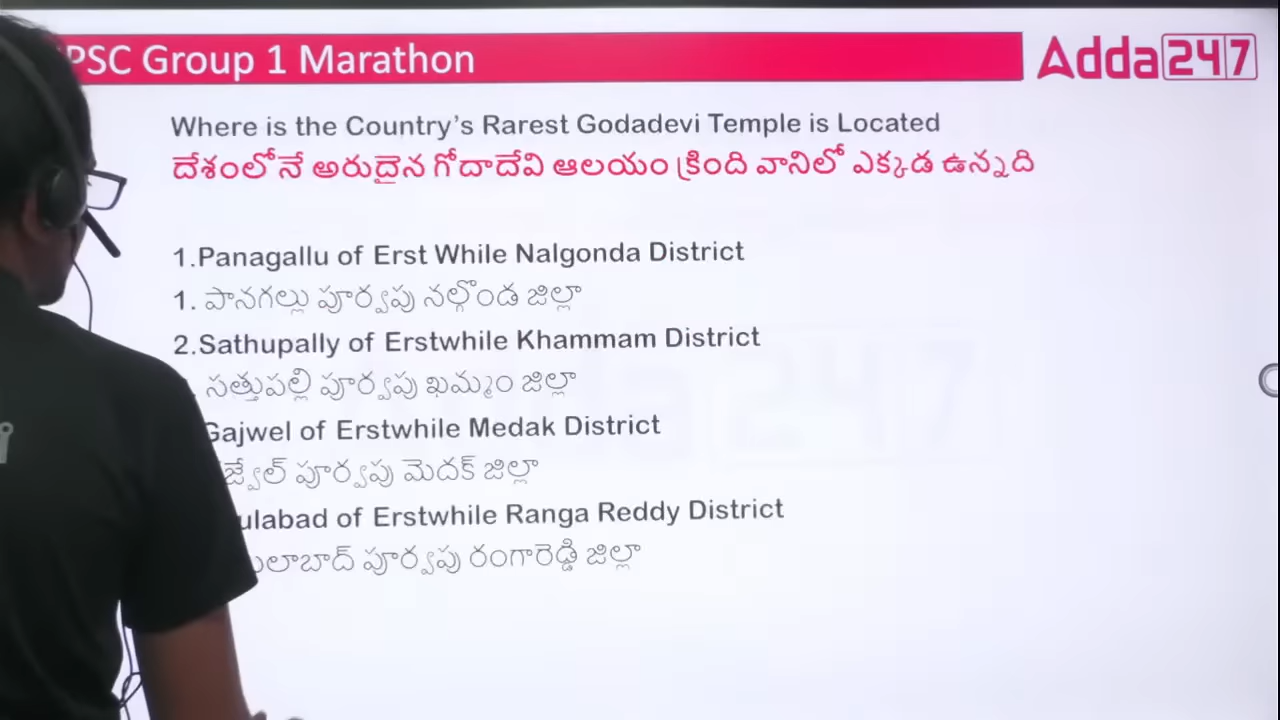 PSC Group 1 Marathon
Adda247
Where is the Country's Rarest Godadevi Temple is Located
దేశంలోనే అరుదైన గోదాదేవి ఆలయం క్రింది వానిలో ఎక్కడ ఉన్నది
1.Panagallu of Erst While Nalgonda District
1. పానగల్లు పూర్వపు నల్గొండ జిల్లా
2.Sathupally of Erstwhile Khammam District
సత్తుపల్లి పూర్వపు ఖమ్మం జిల్లా
Gajwel of Erstwhile Medak District
జ్వేల్ పూర్వపు మెదక్ జిల్లా
ulabad of Erstwhile Ranga Reddy District
లాబాద్ పూర్వపు రంగారెడ్డి జిల్లా